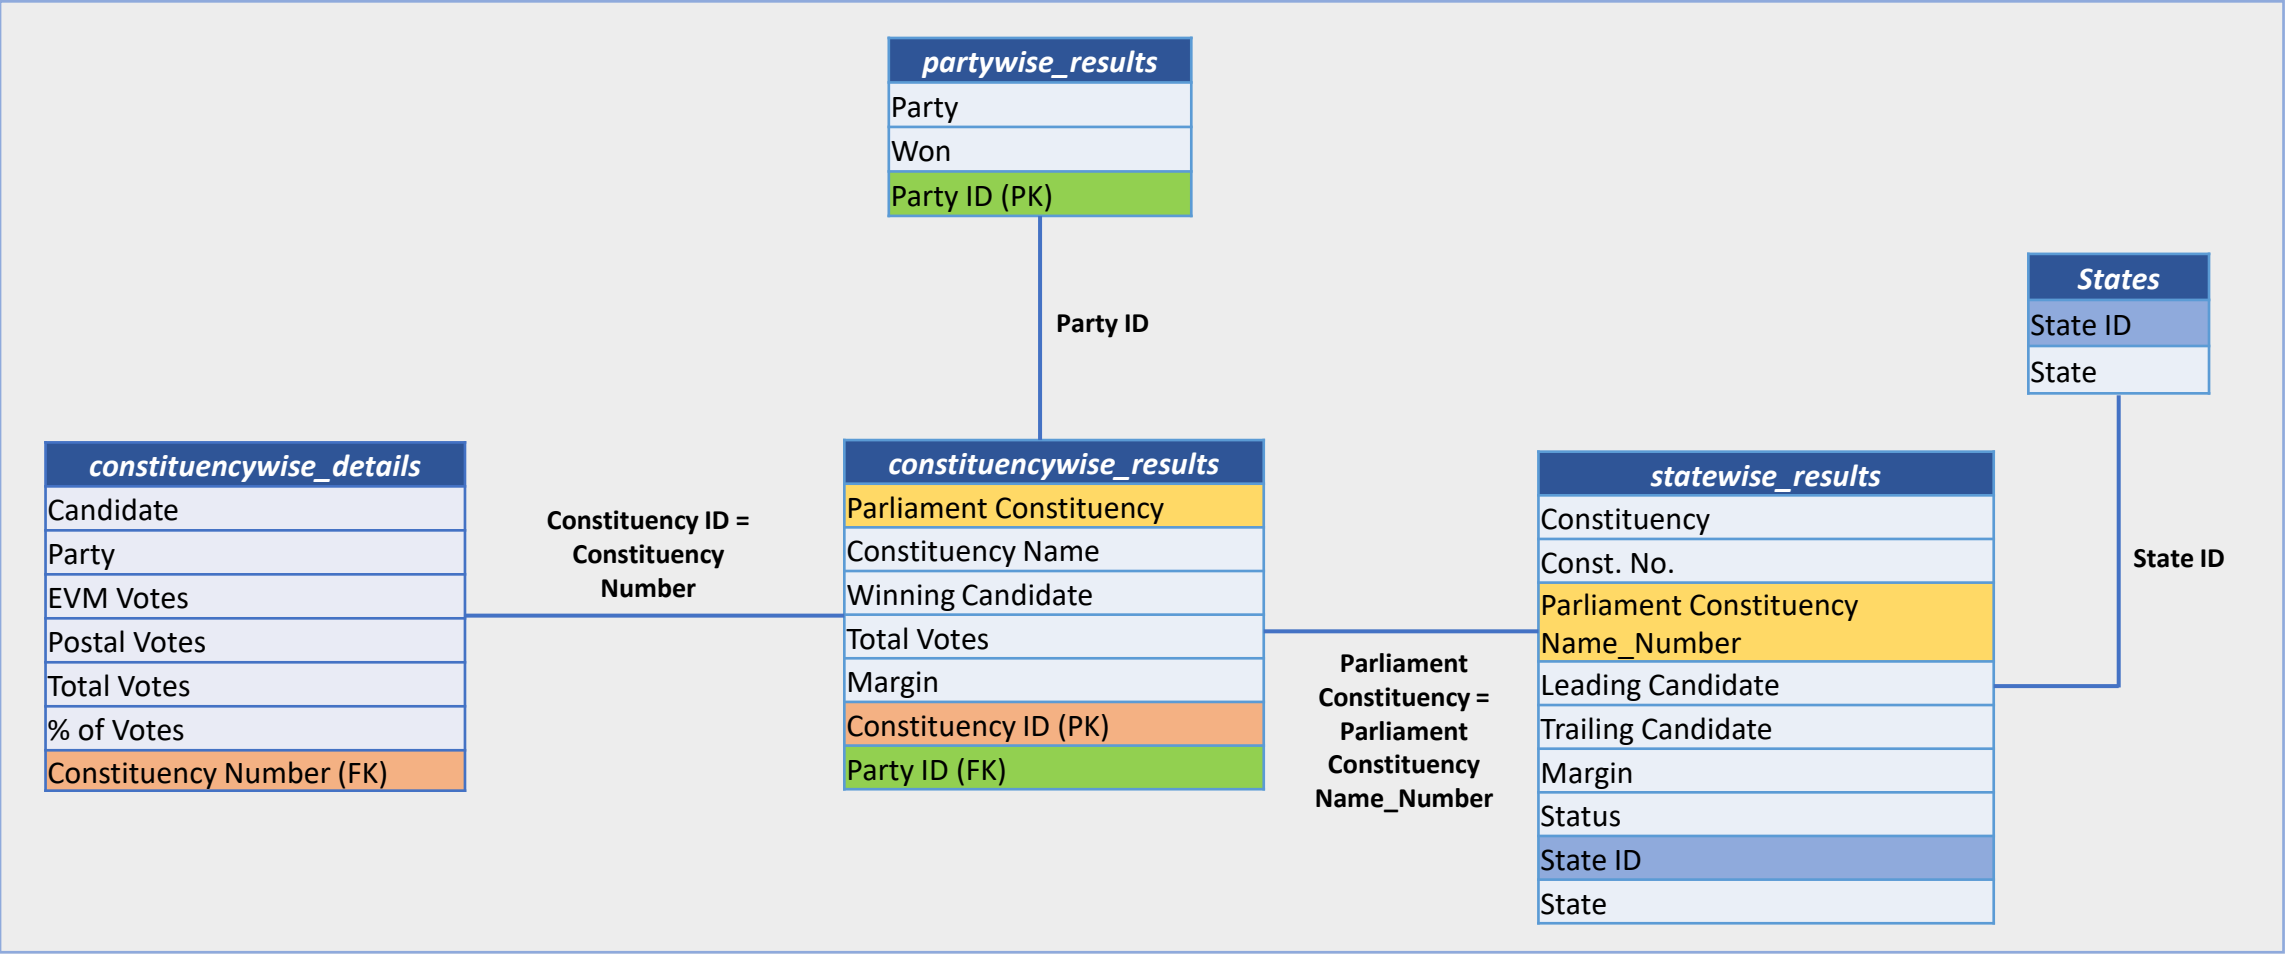 partywise_results
Party
Won
Party ID (PK)
Party ID
States
State ID
State
State ID
constituencywise_details
Candidate
Party
EVM Votes
Postal Votes
Total Votes
% of Votes
Constituency Number (FK)
Constituency ID =
Constituency
Number
constituencywise_results
Parliament Constituency
Constituency Name
Winning Candidate
Total Votes
Margin
Constituency ID (PK)
Party ID (FK)
Parliament
Constituency =
Parliament
Constituency
Name_Number
statewise_results
Constituency
Const. No.
Parliament Constituency
Name_Number
Leading Candidate
Trailing Candidate
Margin
Status
State ID
State